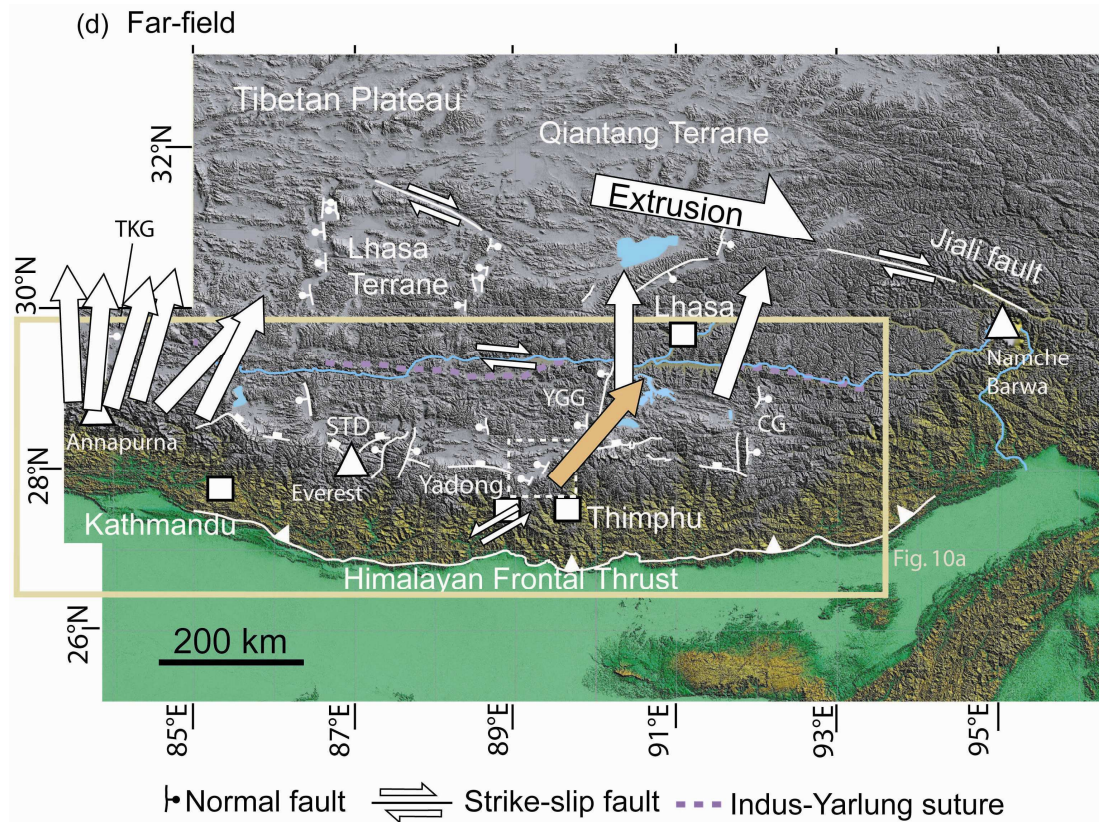 (d) Far-field
Tibetan Plateau
Qiantang Terrane
32°N
Extrusion
TKG
Lhasa
Terrane
Jiali fault
30°N
Lhasa
Namche
Barwa
YGG
Annapurna
STD
CG
28°N
Everest
Yadong
Kathmandu
Thimphu
Fig. 10a
Himalayan Frontal Thrust
26°N
200 km
85°E
87°E
89°E
91°E
93°E
95°E
Normal fault
Strike-slip fault
Indus-Yarlung suture